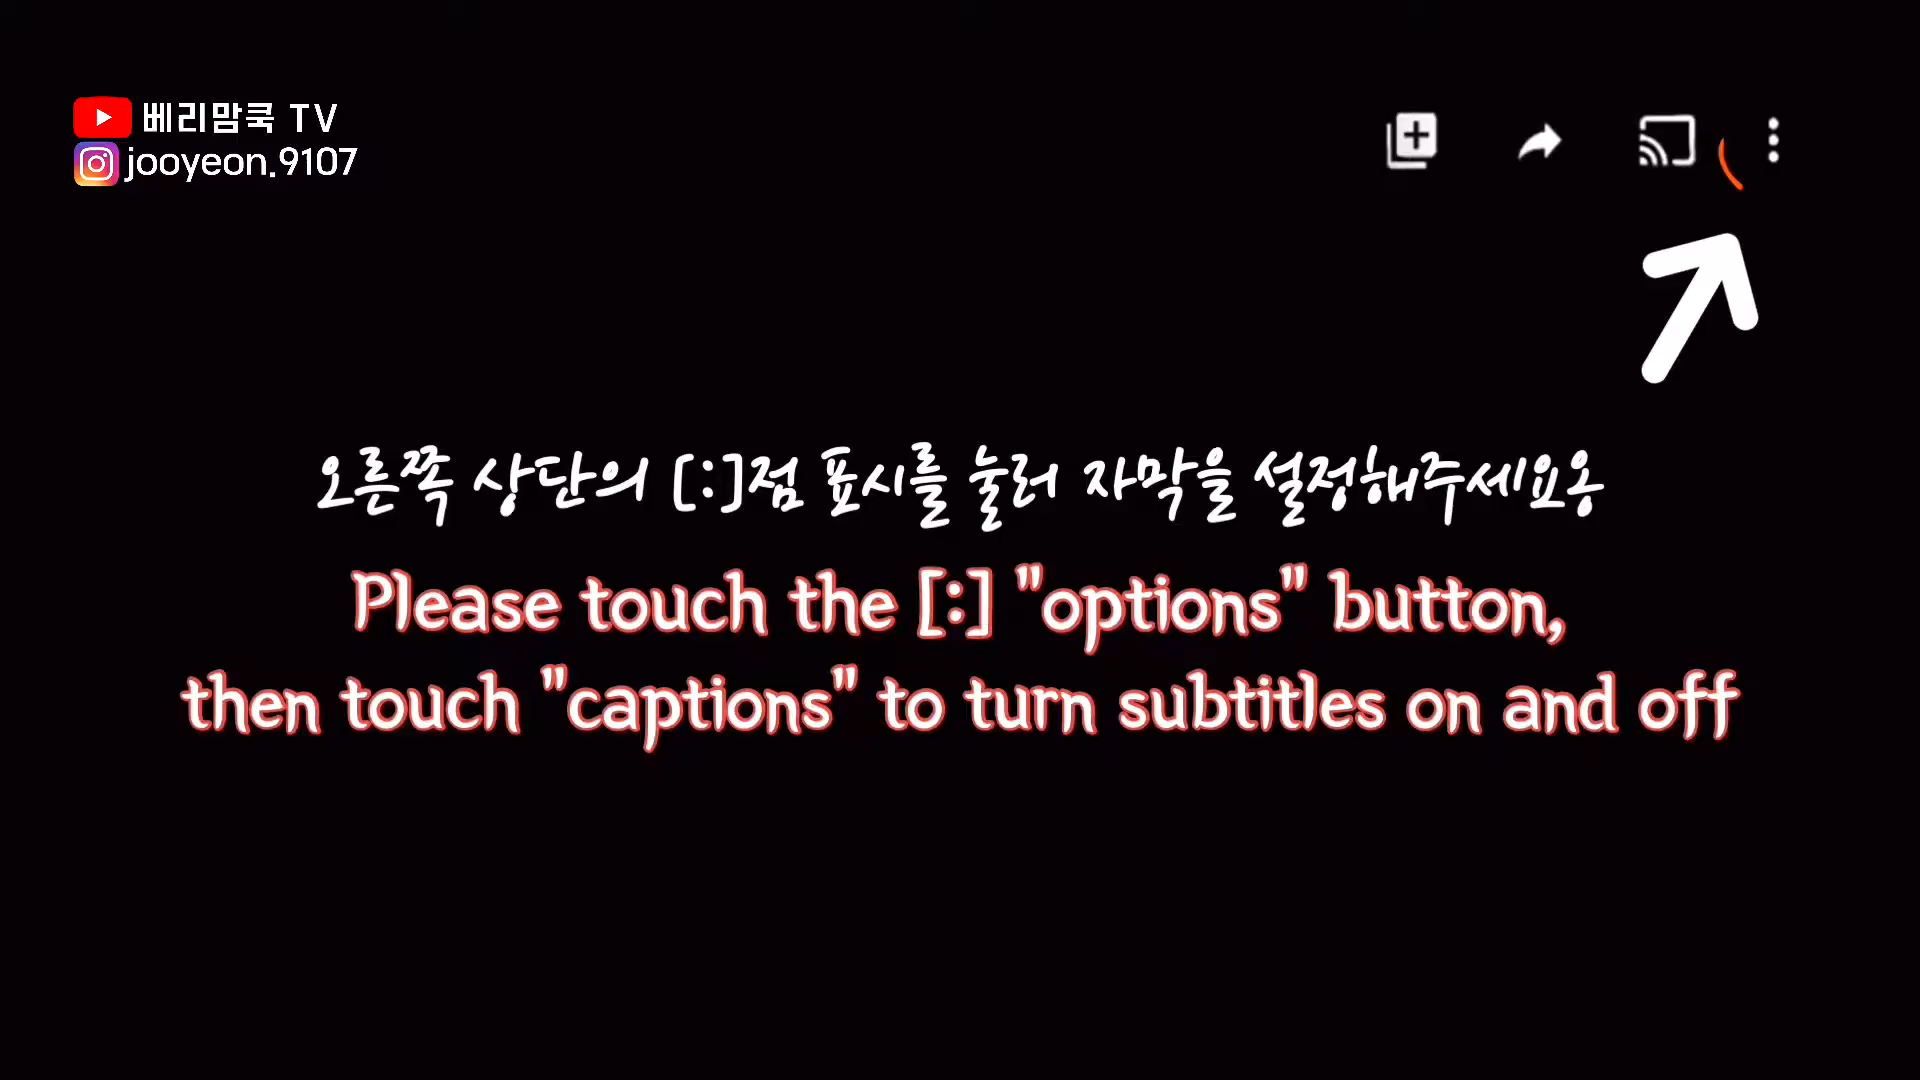 베리맘쿡 TV
jooyeon.9107
오른쪽 상단의 [:]점 표시를 눌러 자막을 설정해주세요옹
Please touch the [:] "options" button,
then touch "captions" to turn subtitles on and off